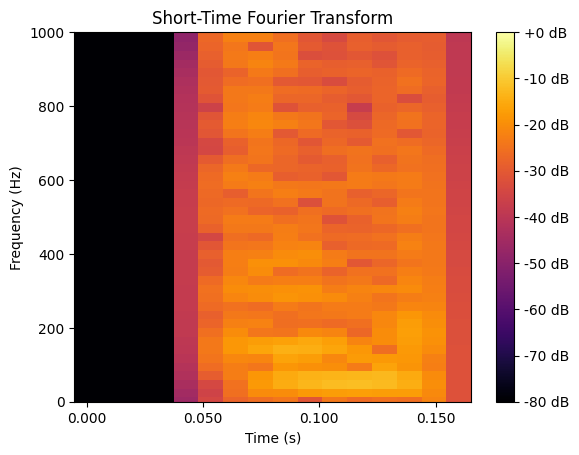 Short-Time Fourier Transform
1000
800
600
400
200
0
Frequency (Hz)
0.000
0.050
0.100
0.150
Time (s)
+0 dB
-10 dB
-20 dB
-30 dB
-40 dB
-50 dB
-60 dB
-70 dB
-80 dB